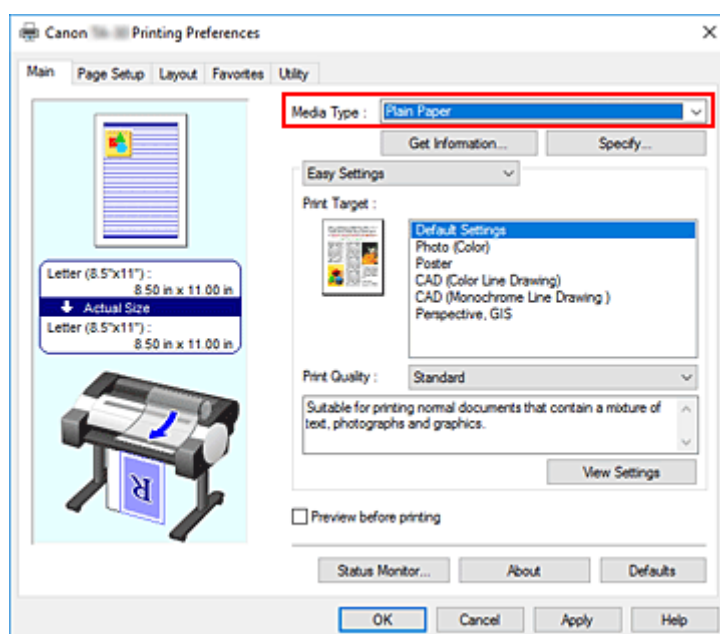 Canon Printing Preferences
Main Page Setup Layout Favorites Utility
Media Type : Plain Paper
Get Information... Specify...
Easy Settings
Print Target :
Default Settings
Photo (Color)
Poster
CAD (Color Line Drawing)
CAD (Monochrome Line Drawing )
Perspective, GIS
Letter (8.5"x11") :
8.50 in x 11.00 in
Actual Size
Letter (8.5"x11") :
8.50 in x 11.00 in
R
Print Quality : Standard
Suitable for printing normal documents that contain a mixture of
text, photographs and graphics.
View Settings
Preview before printing
Status Monitor... About Defaults
OK Cancel Apply Help